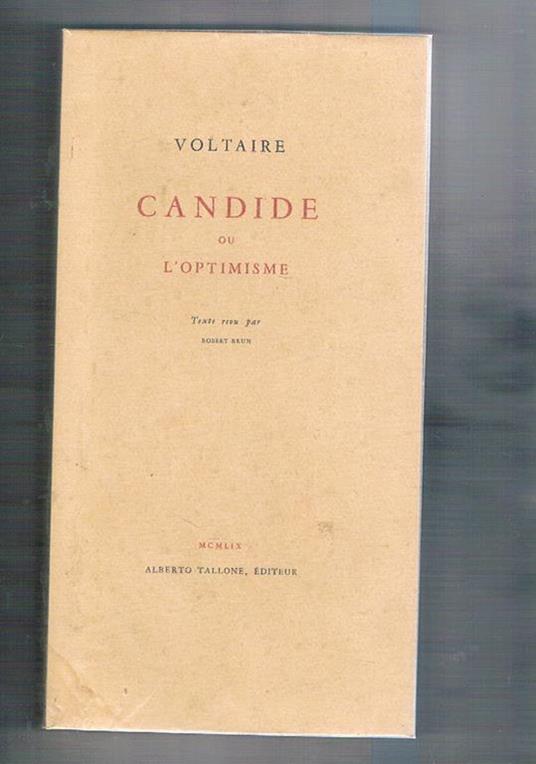 VOLTAIRE
CANDIDE
OU
L'OPTIMISME
Texte revu par
ROBERT BRUN
MCMLIX
ALBERTO TALLONE, ÉDITEUR